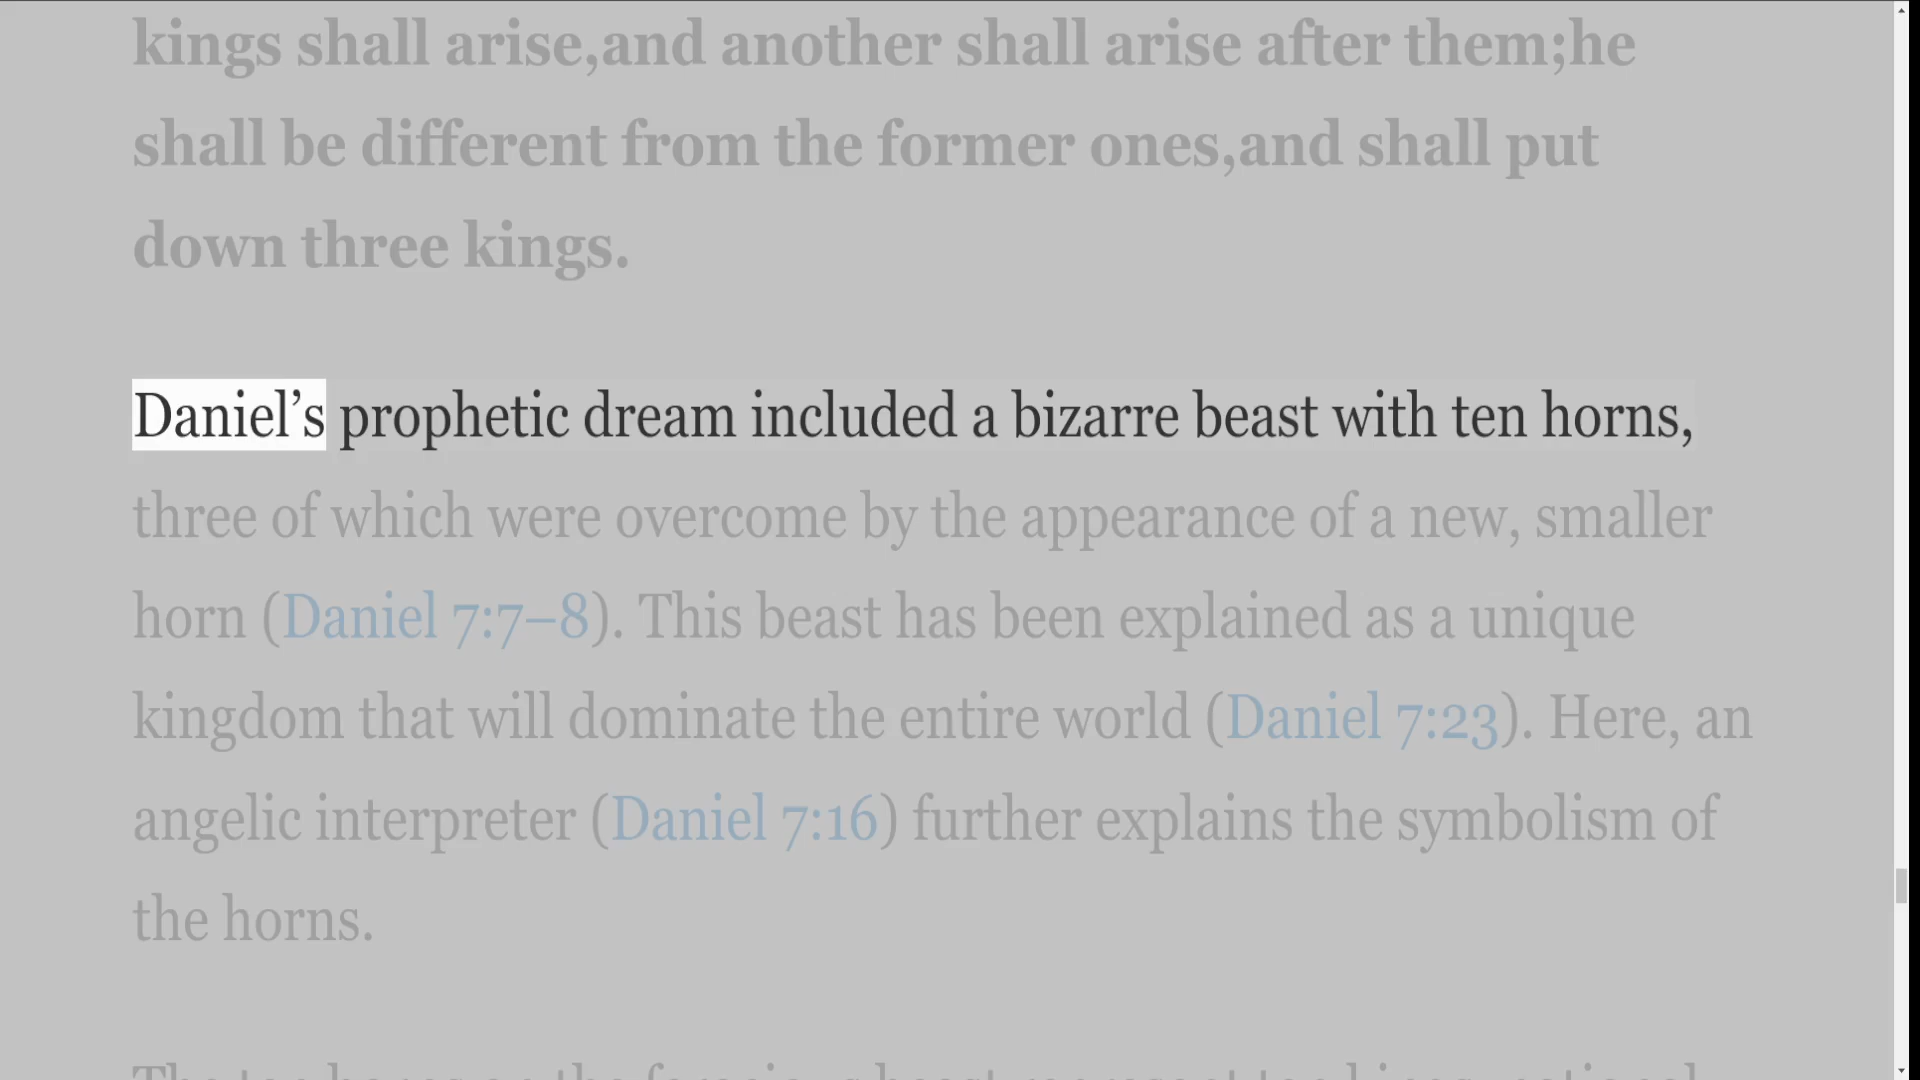 kings shall arise,and another shall arise after them;he
shall be different from the former ones,and shall put
down three kings.
Daniel’s prophetic dream included a bizarre beast with ten horns,
three of which were overcome by the appearance of a new, smaller
horn (Daniel 7:7–8). This beast has been explained as a unique
kingdom that will dominate the entire world (Daniel 7:23). Here, an
angelic interpreter (Daniel 7:16) further explains the symbolism of
the horns.